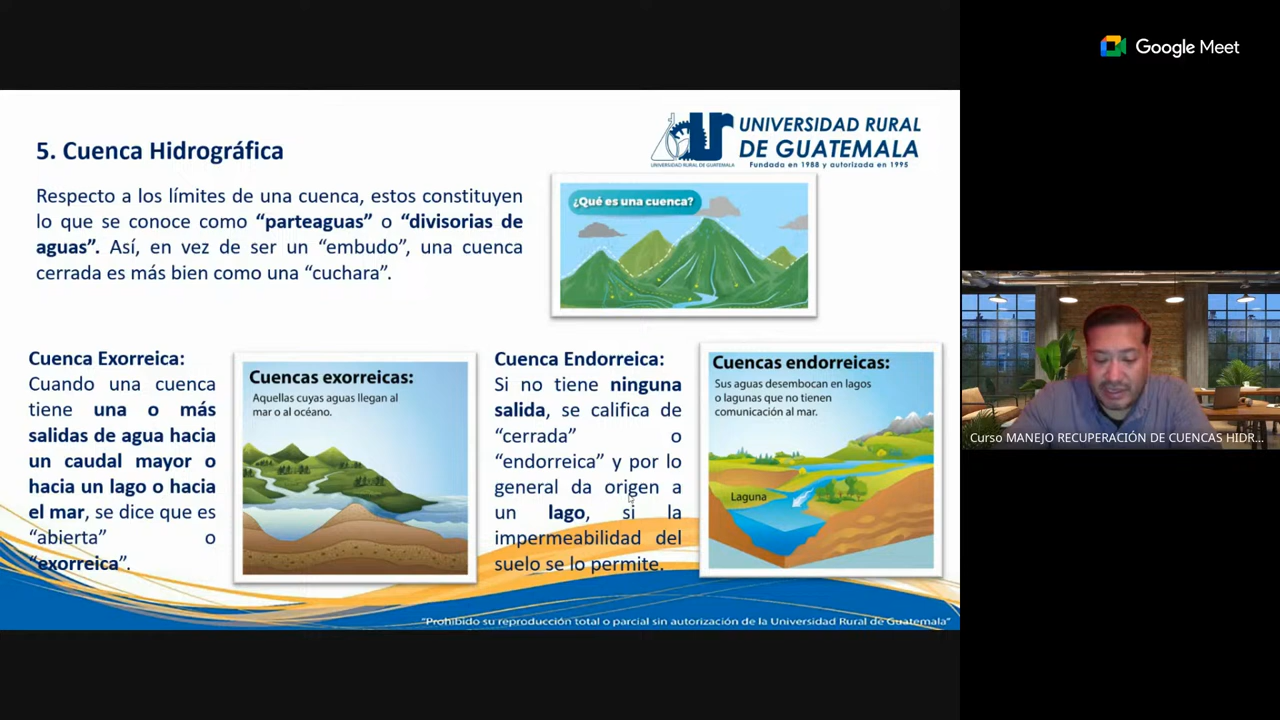 Google Meet
UNIVERSIDAD RURAL
DE GUATEMALA
Fundada en 1988 y autorizada en 1995
UNIVERSIDAD RURAL DE GUATEMALA
5. Cuenca Hidrográfica
Respecto a los límites de una cuenca, estos constituyen
lo que se conoce como “parteaguas” o “divisorias de
aguas”. Así, en vez de ser un “embudo”, una cuenca
cerrada es más bien como una “cuchara”.
¿Qué es una cuenca?
Cuenca Exorreica:
Cuando una cuenca
tiene una o más
salidas de agua hacia
un caudal mayor o
hacia un lago o hacia
el mar, se dice que es
“abierta” o
“exorreica”.
Cuencas exorreicas:
Aquellas cuyas aguas llegan al
mar o al océano.
Cuenca Endorreica:
Si no tiene ninguna
salida, se califica de
“cerrada” o
“endorreica” y por lo
general da origen a
un lago, si la
impermeabilidad del
suelo se lo permite.
Cuencas endorreicas:
Sus aguas desembocan en lagos
o lagunas que no tienen
comunicación al mar.
Laguna
“Prohibido su reproducción total o parcial sin autorización de la Universidad Rural de Guatemala”
Curso MANEJO RECUPERACIÓN DE CUENCAS HIDR...